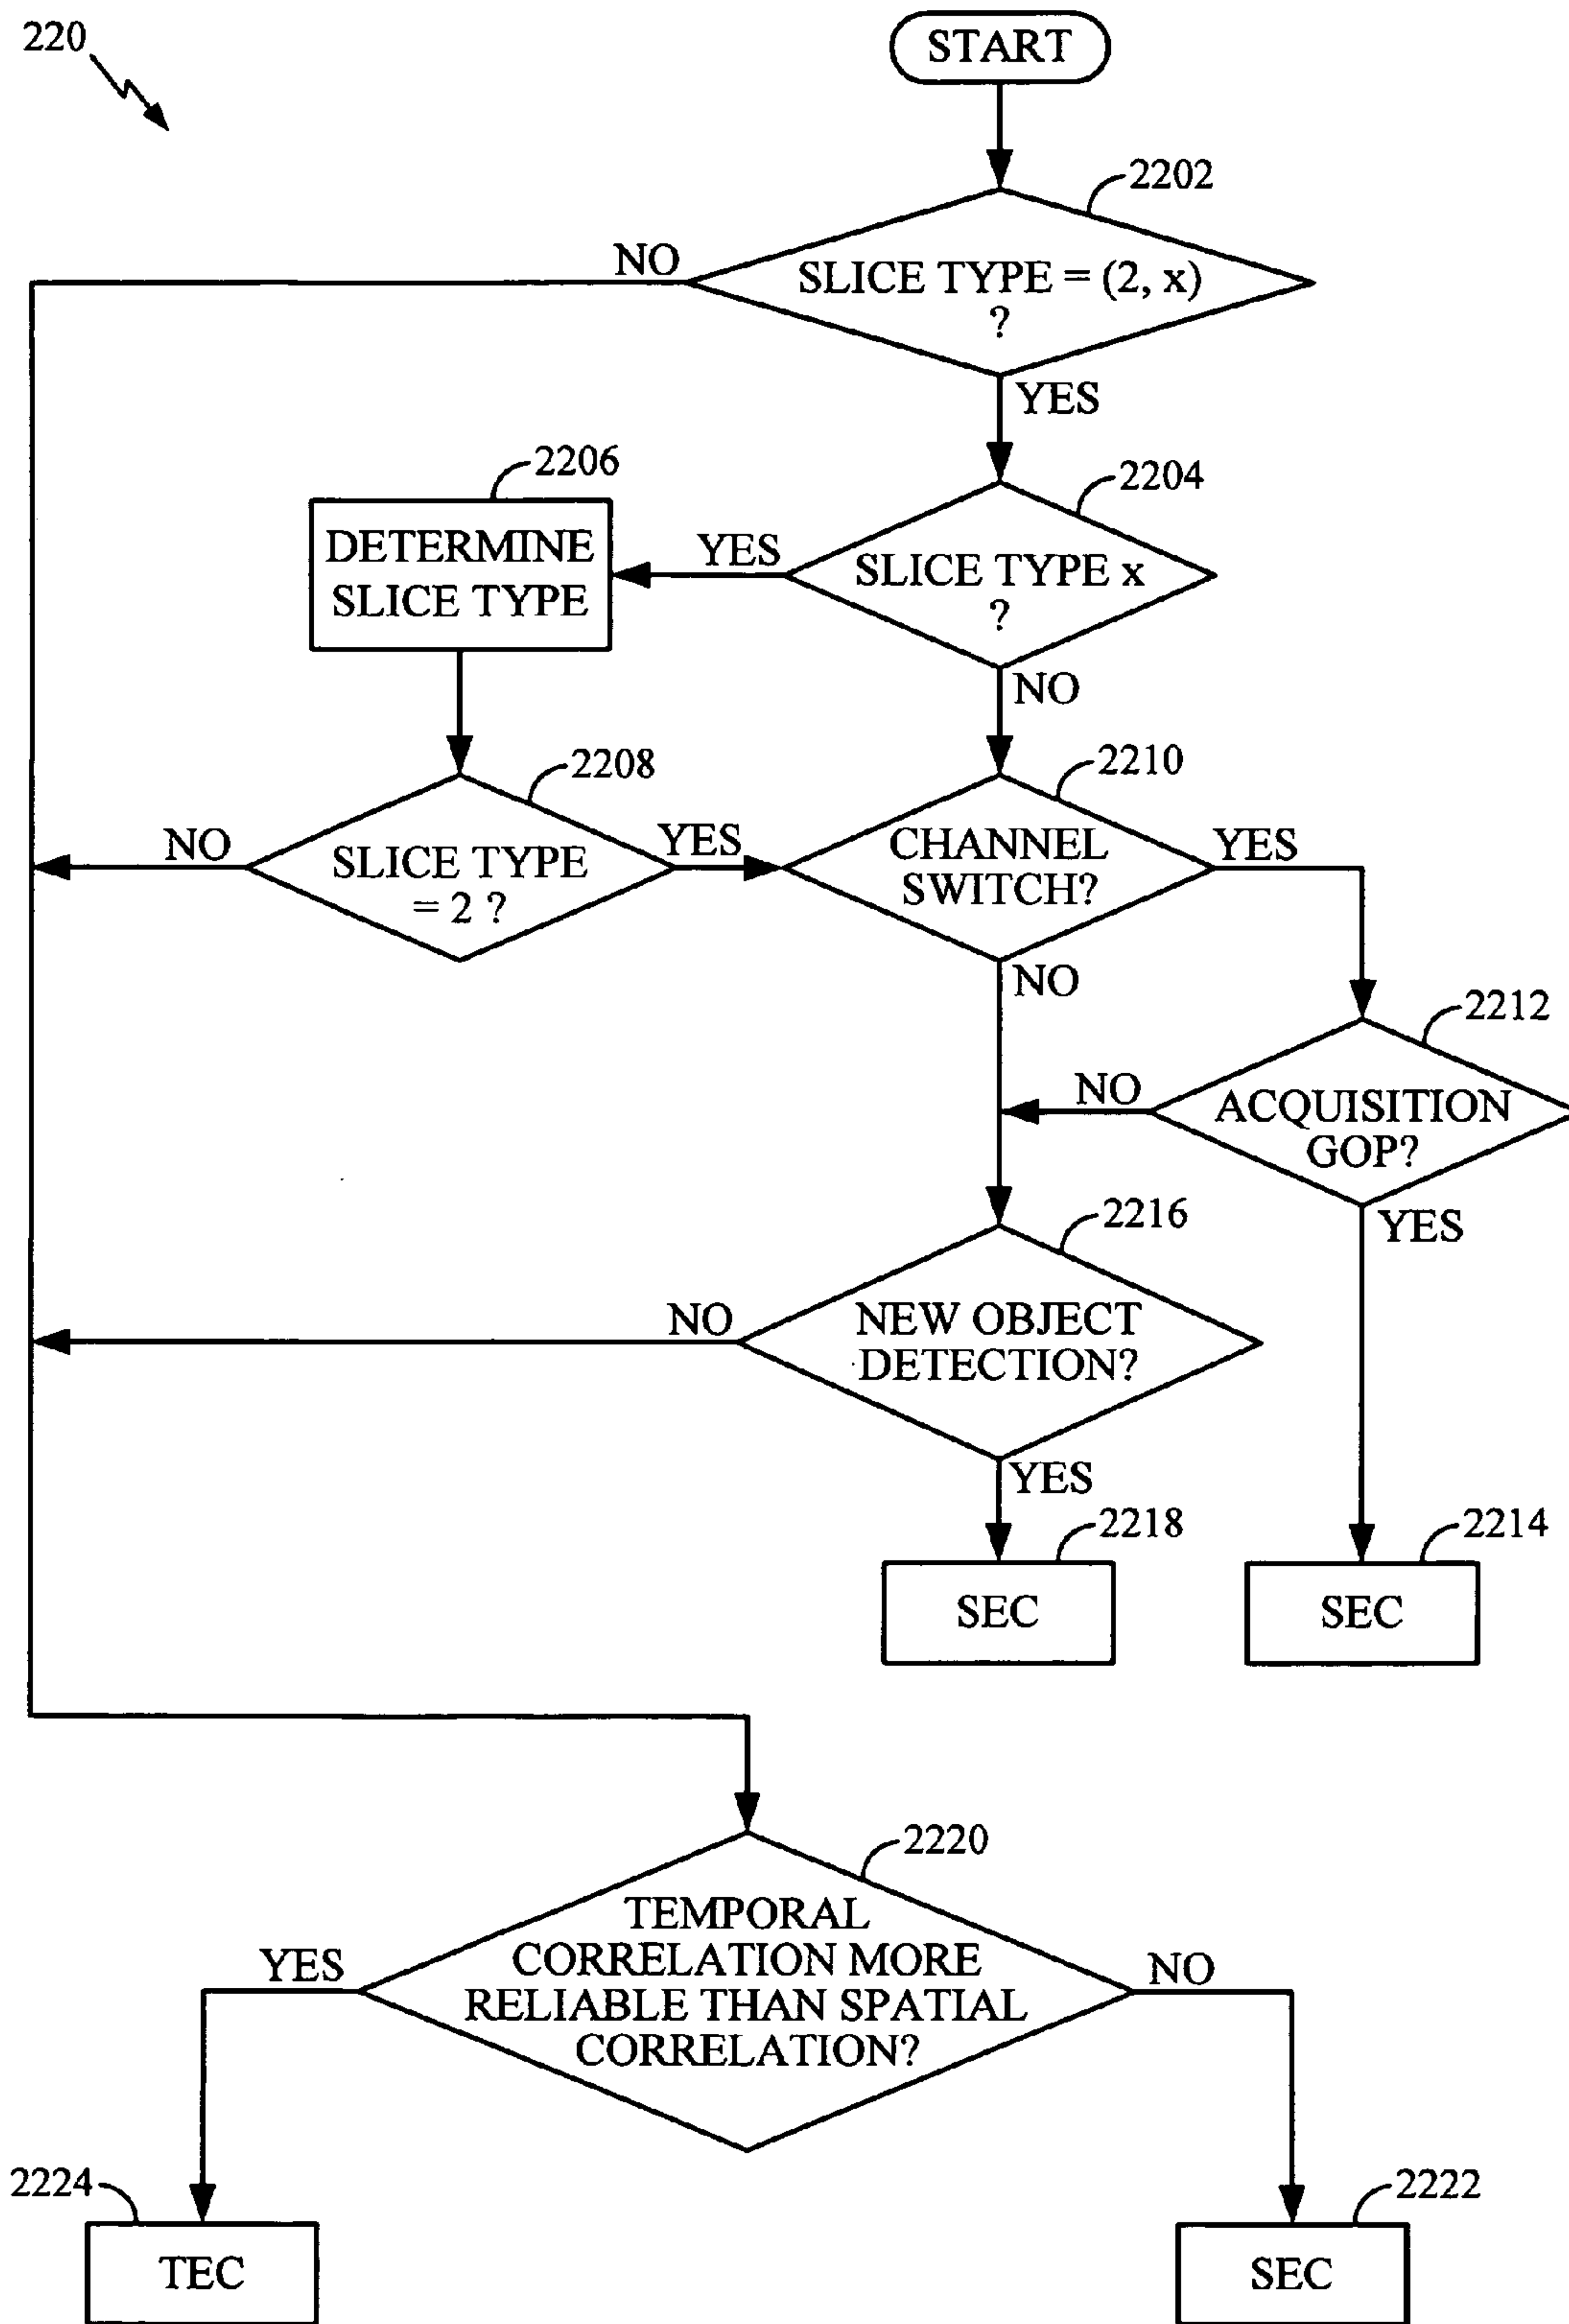 220
START
2202
SLICE TYPE = (2, x)
?
NO
YES
2204
SLICE TYPE x
?
YES
NO
2206
DETERMINE
SLICE TYPE
2208
SLICE TYPE
= 2 ?
NO
YES
2210
CHANNEL
SWITCH?
YES
NO
2212
ACQUISITION
GOP?
NO
YES
2216
NEW OBJECT
DETECTION?
NO
YES
2218
SEC
2214
SEC
2220
TEMPORAL
CORRELATION MORE
RELIABLE THAN SPATIAL
CORRELATION?
YES
NO
2224
TEC
2222
SEC